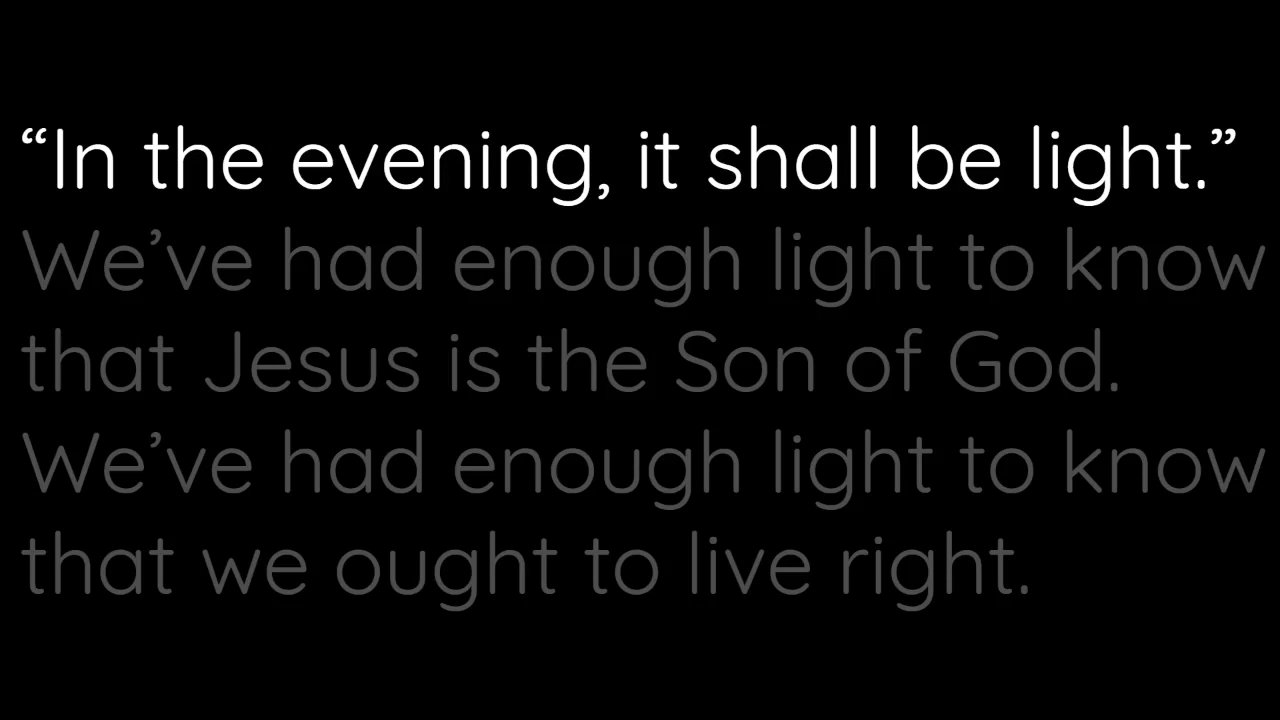 “In the evening, it shall be light.”
We’ve had enough light to know
that Jesus is the Son of God.
We’ve had enough light to know
that we ought to live right.